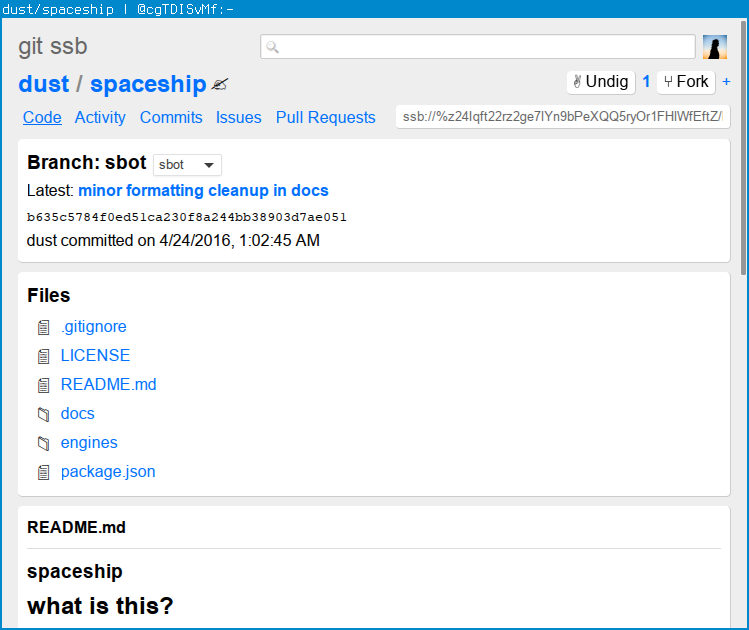 dust/spaceship | @cgTDISvMf:-
git ssb
dust / spaceship
Undig 1 Fork +
Code Activity Commits Issues Pull Requests
ssb://%z24Iqft22rz2ge7lYn9bPeXQQ5ryOr1FHlWfEftZ/I
Branch: sbot sbot
Latest: minor formatting cleanup in docs
b635c5784f0ed51ca230f8a244bb38903d7ae051
dust committed on 4/24/2016, 1:02:45 AM
Files
.gitignore
LICENSE
README.md
docs
engines
package.json
README.md
spaceship
what is this?